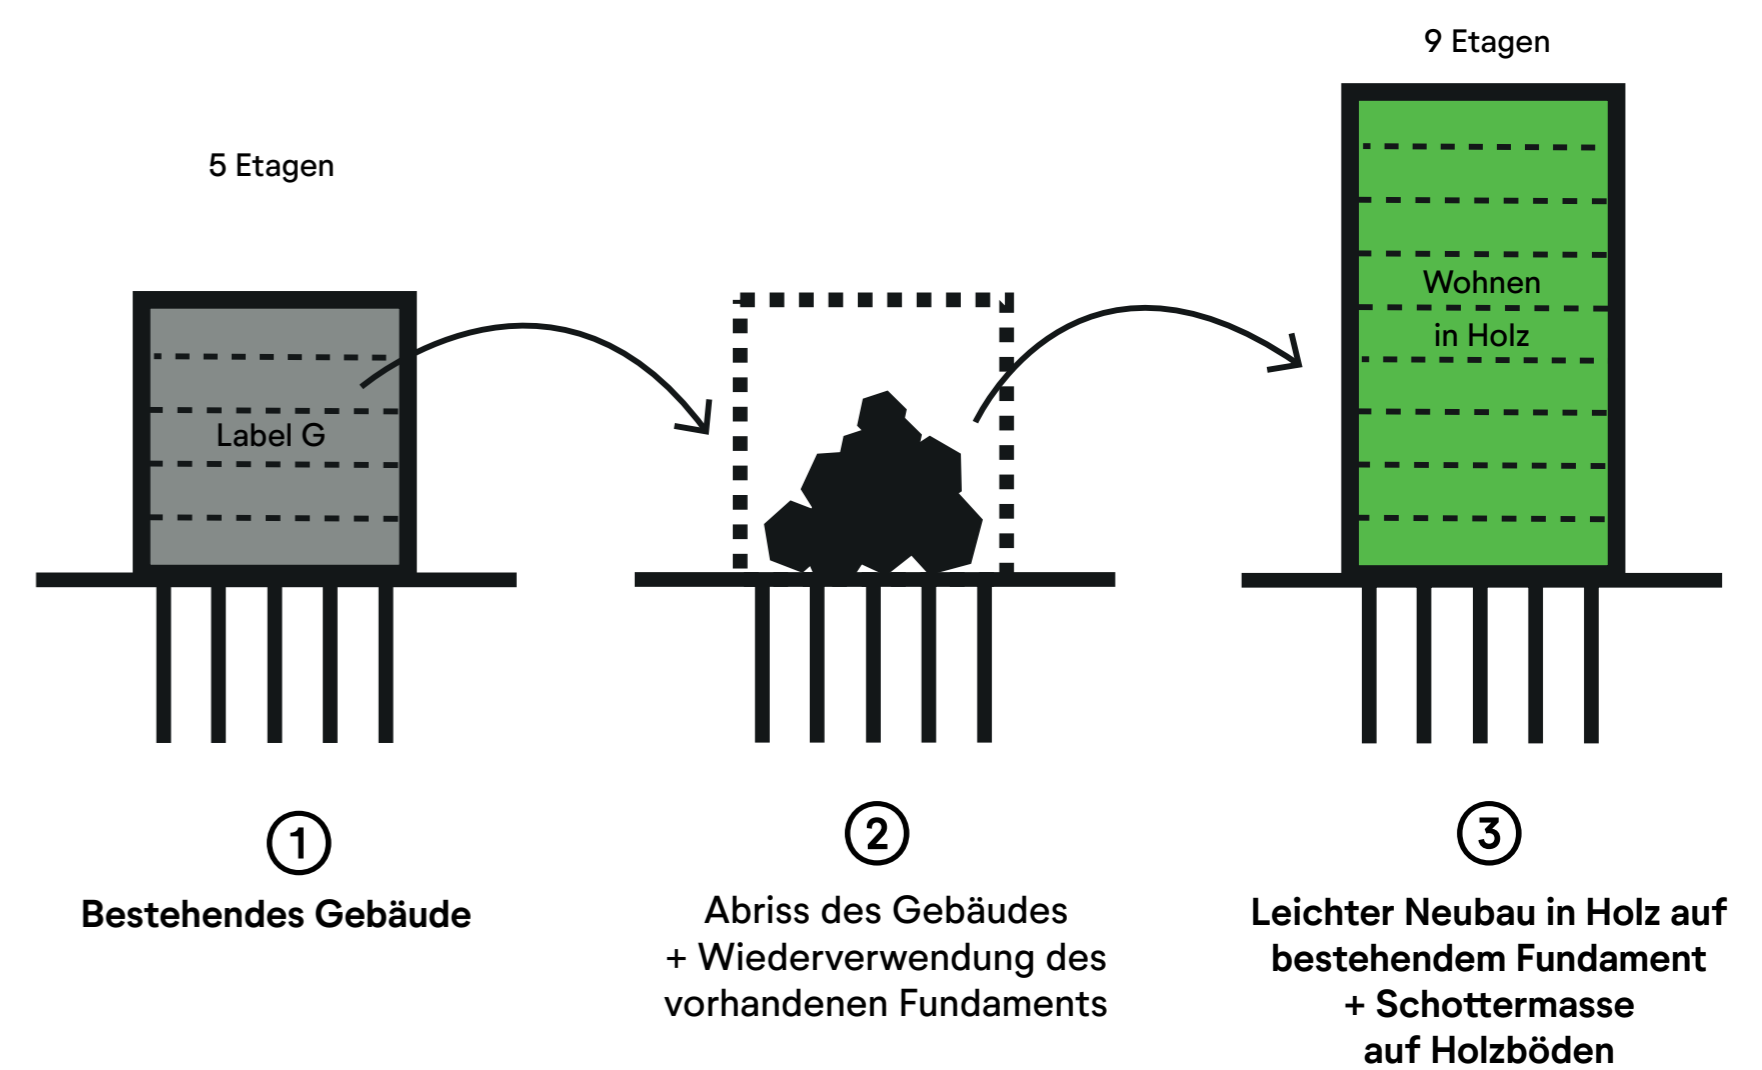 5 Etagen
Label G
1
Bestehendes Gebäude
2
Abriss des Gebäudes
+ Wiederverwendung des
vorhandenen Fundaments
9 Etagen
Wohnen
in Holz
3
Leichter Neubau in Holz auf
bestehendem Fundament
+ Schottermasse
auf Holzböden